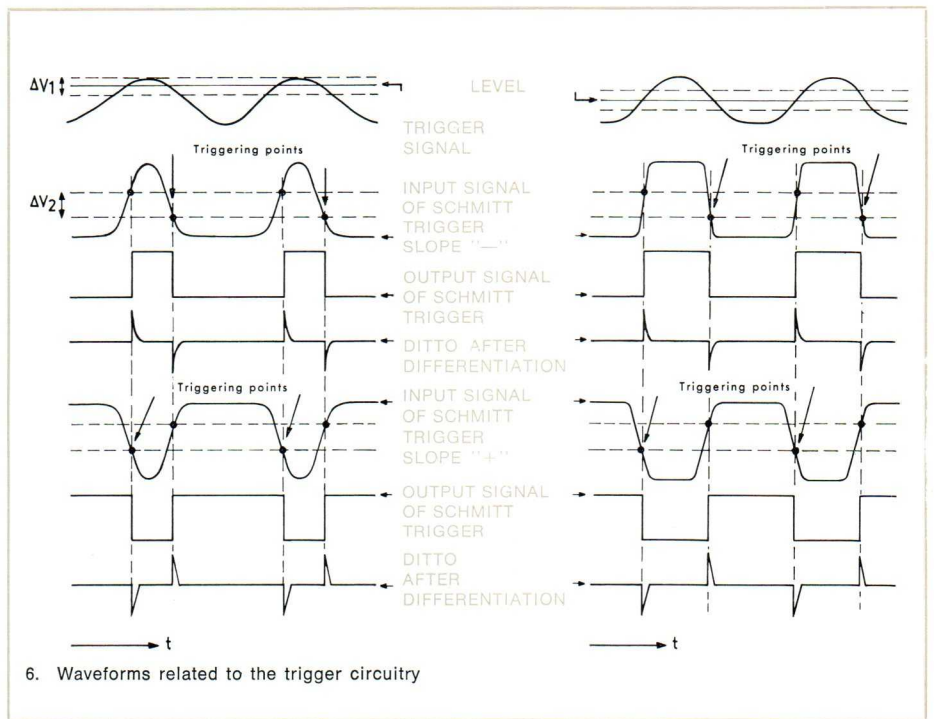 ΔV1
LEVEL
TRIGGER
SIGNAL
Triggering points
Triggering points
ΔV2
INPUT SIGNAL
OF SCHMITT
TRIGGER
SLOPE "—"
OUTPUT SIGNAL
OF SCHMITT
TRIGGER
DITTO AFTER
DIFFERENTIATION
Triggering points
Triggering points
INPUT SIGNAL
OF SCHMITT
TRIGGER
SLOPE "+"
OUTPUT SIGNAL
OF SCHMITT
TRIGGER
DITTO
AFTER
DIFFERENTIATION
t
t
6. Waveforms related to the trigger circuitry